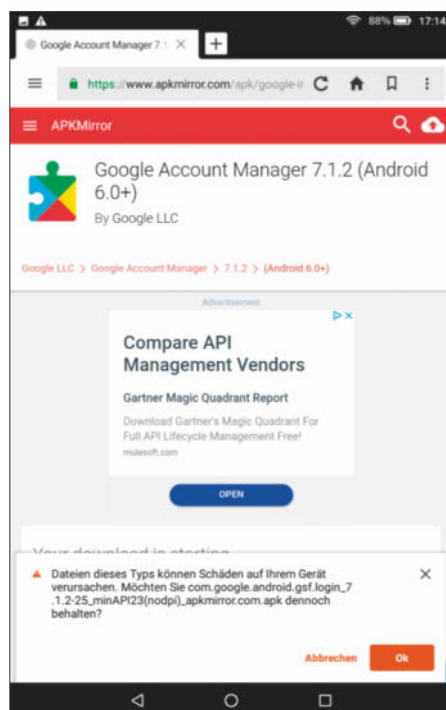 88% 17:14
Google Account Manager 7.1
https://www.apkmirror.com/apk/google-ir
APKMirror
Google Account Manager 7.1.2 (Android
6.0+)
By Google LLC
Google LLC > Google Account Manager > 7.1.2 > (Android 6.0+)
Advertisement
Compare API
Management Vendors
Gartner Magic Quadrant Report
Download Gartner's Magic Quadrant For
Full API Lifecycle Management Free!
mulesoft.com
OPEN
Your download is starting
Dateien dieses Typs können Schäden auf Ihrem Gerät
verursachen. Möchten Sie com.google.android.gsf.login_7
.1.2-25_minAPI23(nodpi)_apkmirror.com.apk dennoch
behalten?
Abbrechen Ok